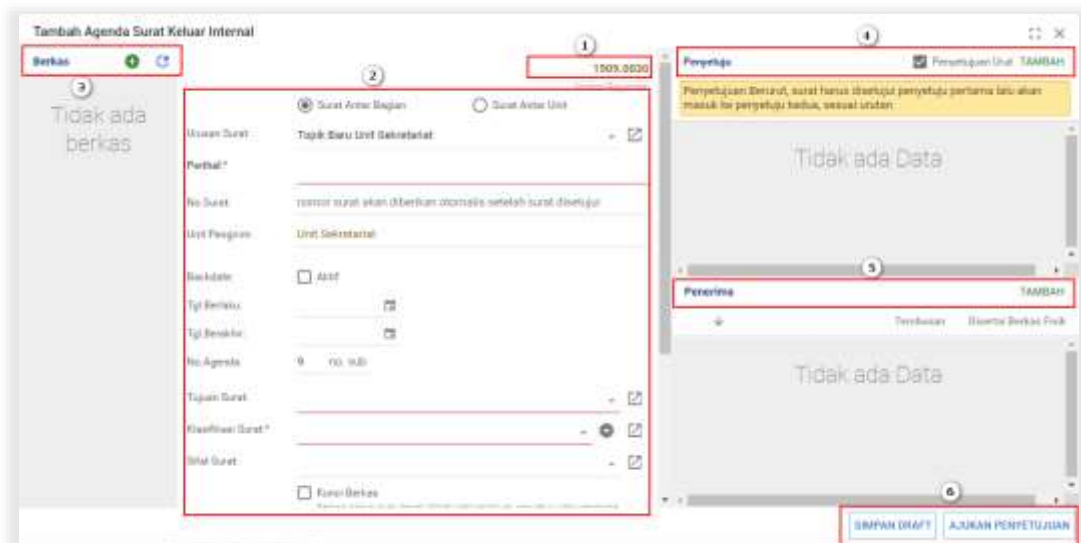 Tambah Agenda Surat Keluar Internal
1
4
Berkas
1909.0030
Penyetuju
Penyetujuan Urut TAMBAH
3
2
Tidak ada
berkas
Surat Antar Bagian
Surat Antar Unit
Penyetujuan Berurut, surat harus disetujui penyetuju pertama lalu akan
masuk ke penyetuju kedua, sesuai urutan
Urusan Surat
Topik Baru Unit Sekretariat
Tidak ada Data
Perihal *
No Surat
nomor surat akan diberikan otomatis setelah surat disetujui
Unit Pengirim
Unit Sekretariat
Backdate
Aktif
5
Tgl Berlaku
Penerima
TAMBAH
Tgl Berakhir
Tembusan
Disertai Berkas Fisik
No Agenda
9
no. sub
Tidak ada Data
Tujuan Surat
Klasifikasi Surat *
Sifat Surat
Kunci Berkas
6
SIMPAN DRAFT
AJUKAN PENYETUJUAN